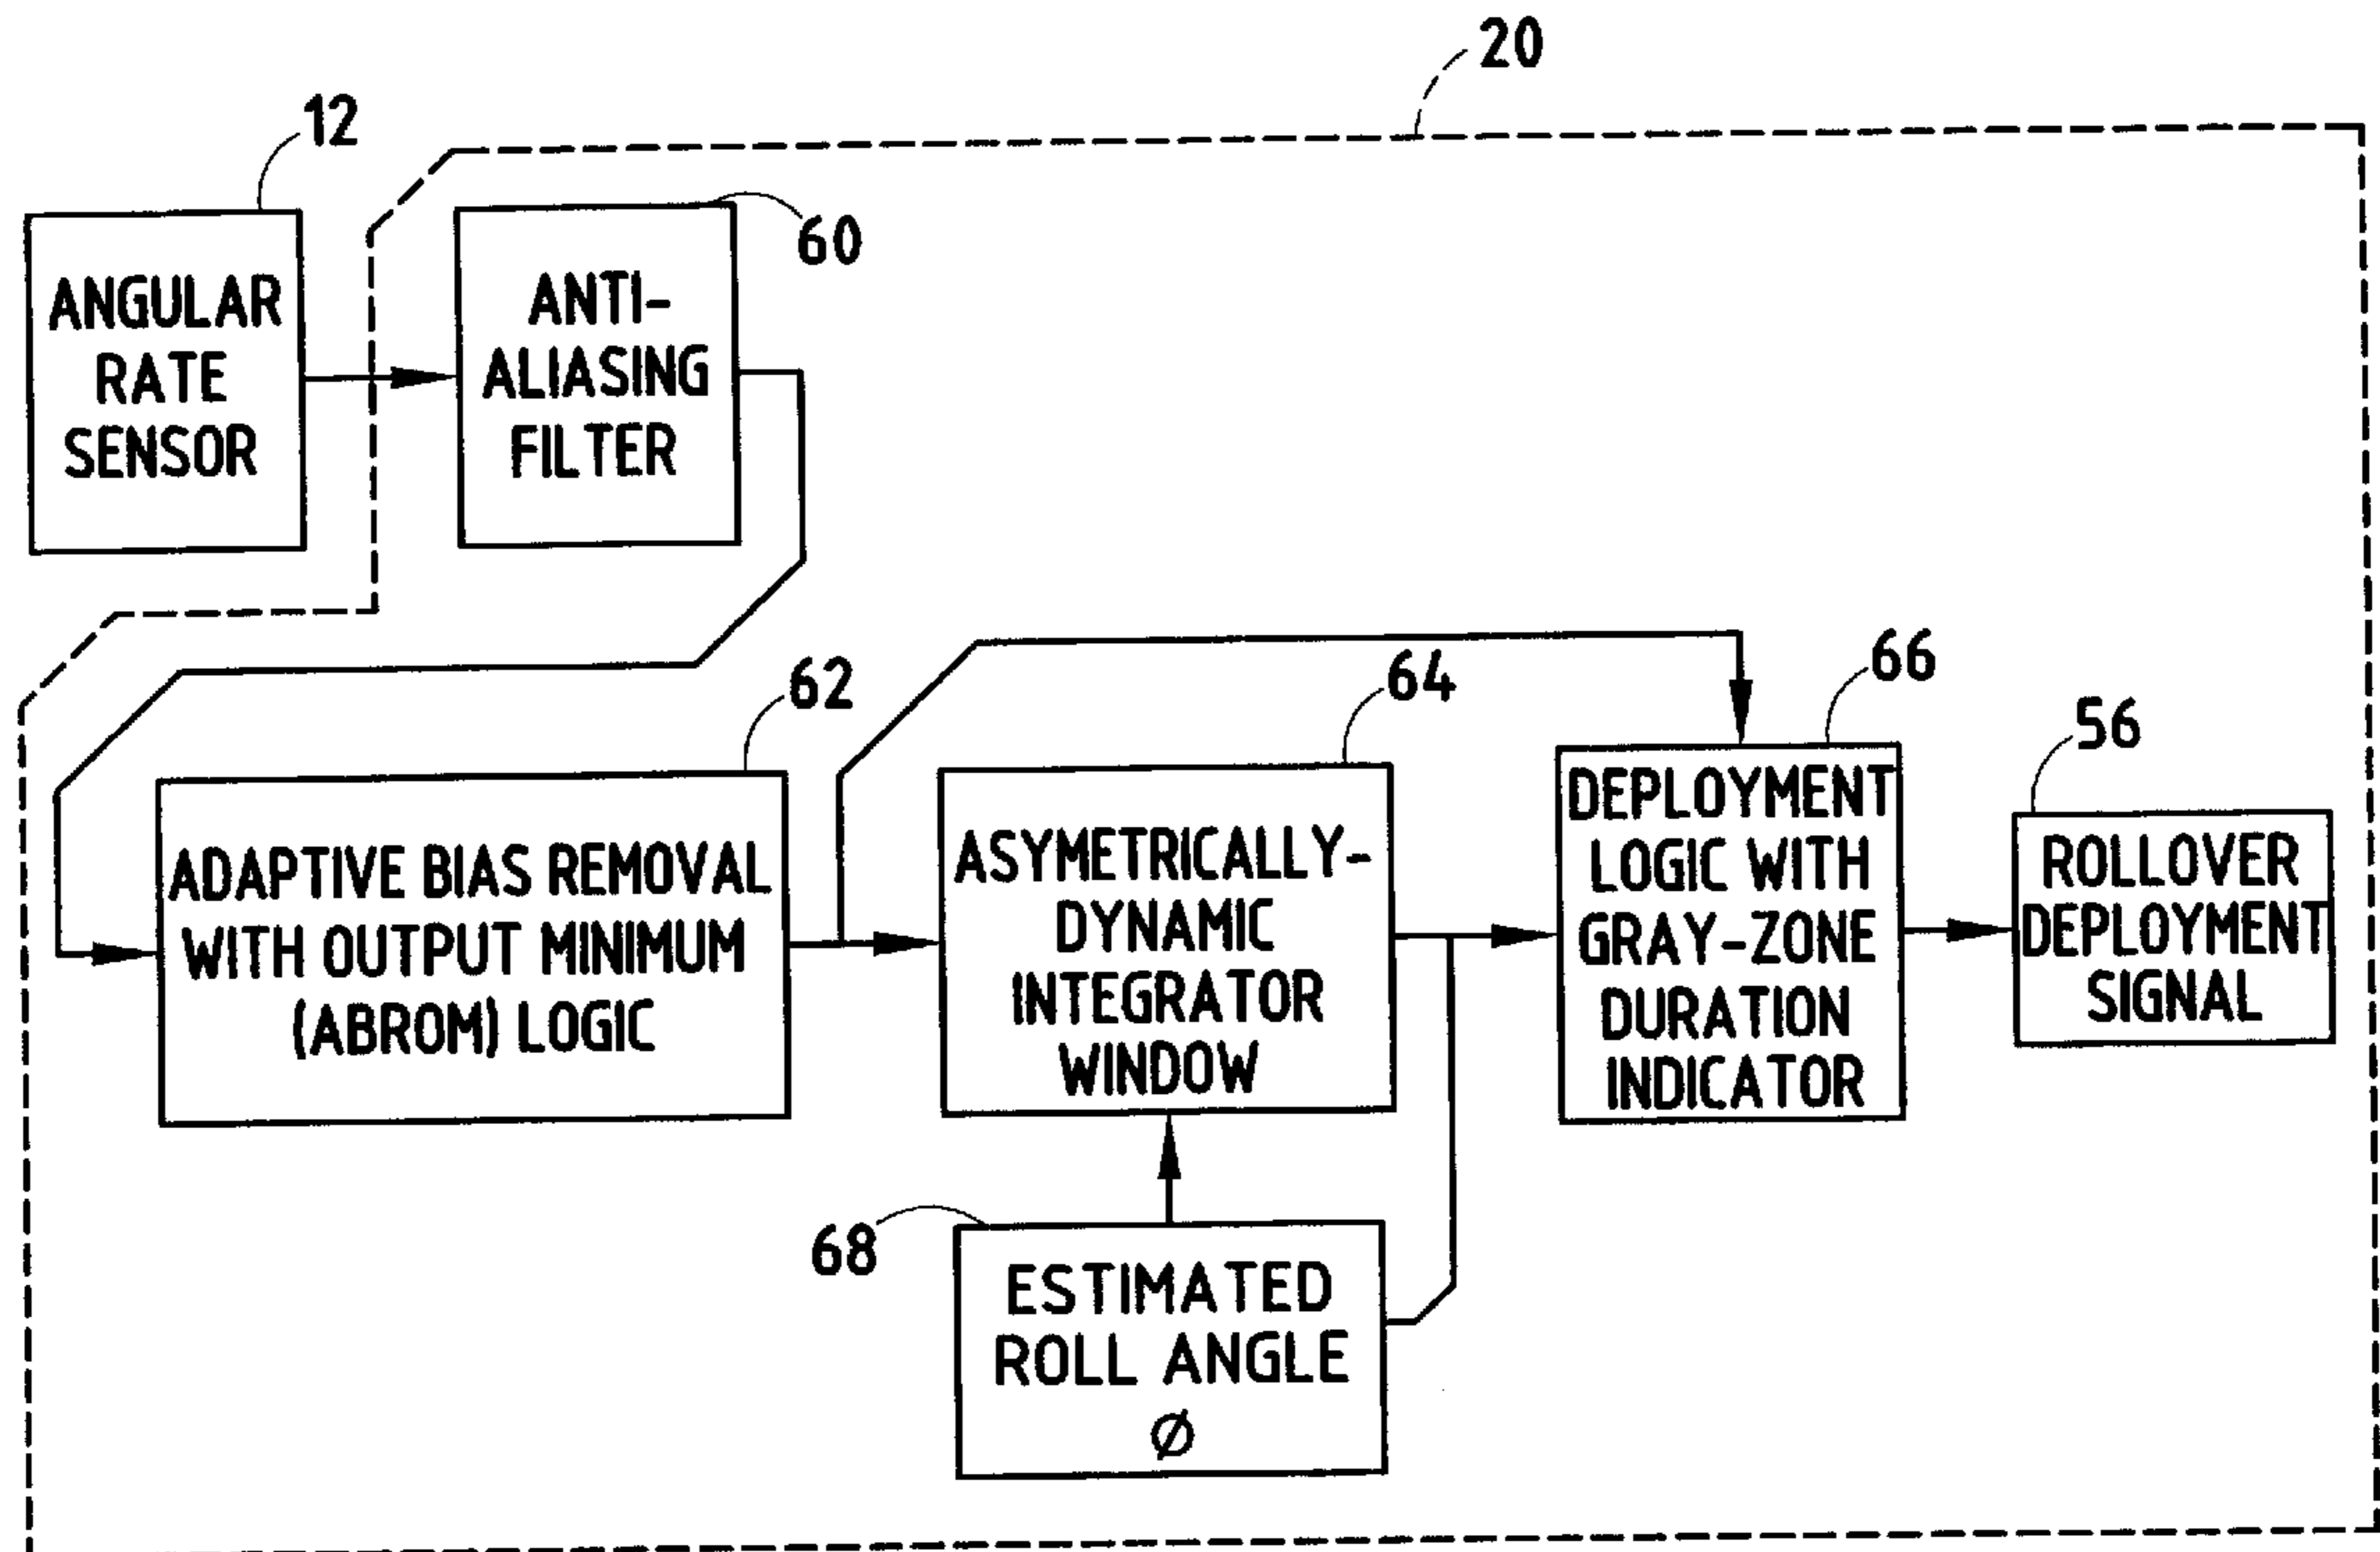 20
12
ANGULAR
RATE
SENSOR
60
ANTI-
ALIASING
FILTER
62
ADAPTIVE BIAS REMOVAL
WITH OUTPUT MINIMUM
(ABROM) LOGIC
64
ASYMETRICALLY-
DYNAMIC
INTEGRATOR
WINDOW
66
DEPLOYMENT
LOGIC WITH
GRAY-ZONE
DURATION
INDICATOR
56
ROLLOVER
DEPLOYMENT
SIGNAL
68
ESTIMATED
ROLL ANGLE
Ø